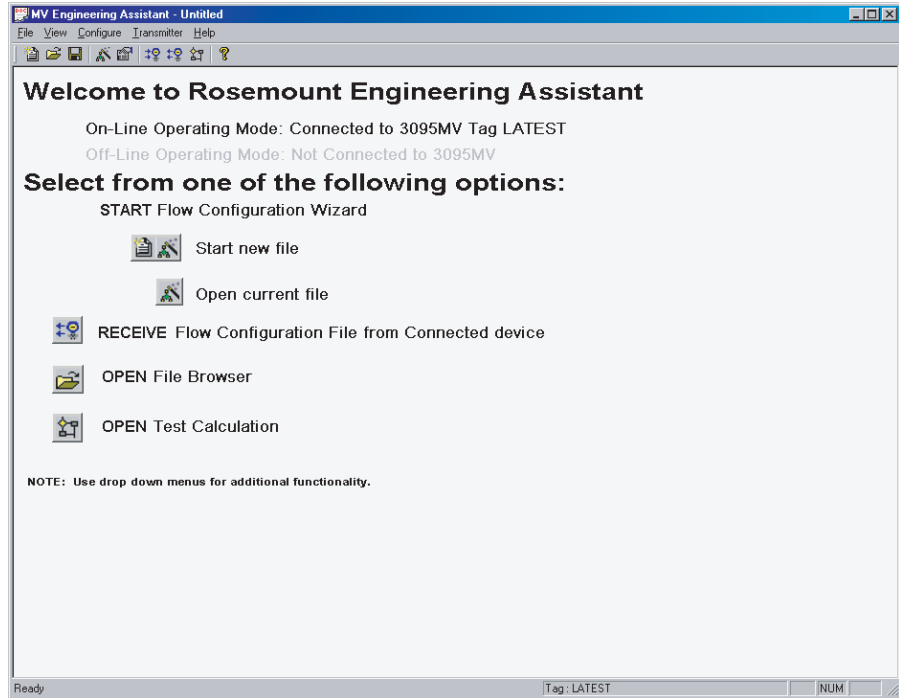 MV Engineering Assistant - Untitled
File View Configure Transmitter Help
Welcome to Rosemount Engineering Assistant
On-Line Operating Mode: Connected to 3095MV Tag LATEST
Off-Line Operating Mode: Not Connected to 3095MV
Select from one of the following options:
START Flow Configuration Wizard
Start new file
Open current file
RECEIVE Flow Configuration File from Connected device
OPEN File Browser
OPEN Test Calculation
NOTE: Use drop down menus for additional functionality.
Ready Tag: LATEST NUM